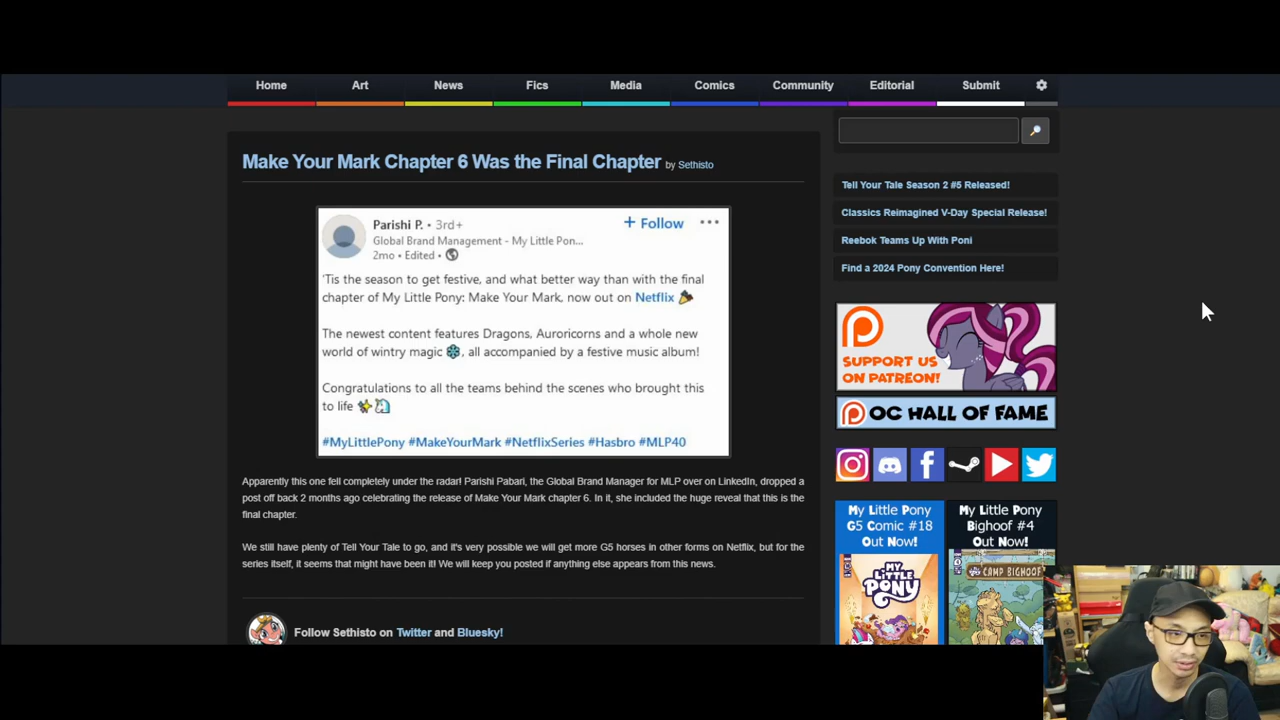 Home Art News Fics Media Comics Community Editorial Submit
Make Your Mark Chapter 6 Was the Final Chapter by Sethisto
Parishi P. • 3rd+
+ Follow •••
Global Brand Management - My Little Pon...
2mo • Edited •
'Tis the season to get festive, and what better way than with the final
chapter of My Little Pony: Make Your Mark, now out on Netflix
The newest content features Dragons, Auroricorns and a whole new
world of wintry magic , all accompanied by a festive music album!
Congratulations to all the teams behind the scenes who brought this
to life
#MyLittlePony #MakeYourMark #NetflixSeries #Hasbro #MLP40
Apparently this one fell completely under the radar! Parishi Pabari, the Global Brand Manager for MLP over on LinkedIn, dropped a
post off back 2 months ago celebrating the release of Make Your Mark chapter 6. In it, she included the huge reveal that this is the
final chapter.
We still have plenty of Tell Your Tale to go, and it's very possible we will get more G5 horses in other forms on Netflix, but for the
series itself, it seems that might have been it! We will keep you posted if anything else appears from this news.
Follow Sethisto on Twitter and Bluesky!
Tell Your Tale Season 2 #5 Released!
Classics Reimagined V-Day Special Release!
Reebok Teams Up With Poni
Find a 2024 Pony Convention Here!
SUPPORT US
ON PATREON!
OC HALL OF FAME
My Little Pony
G5 Comic #18
Out Now!
MY
LITTLE
PONY
My Little Pony
Bighoof #4
Out Now!
CAMP BIGHOOF